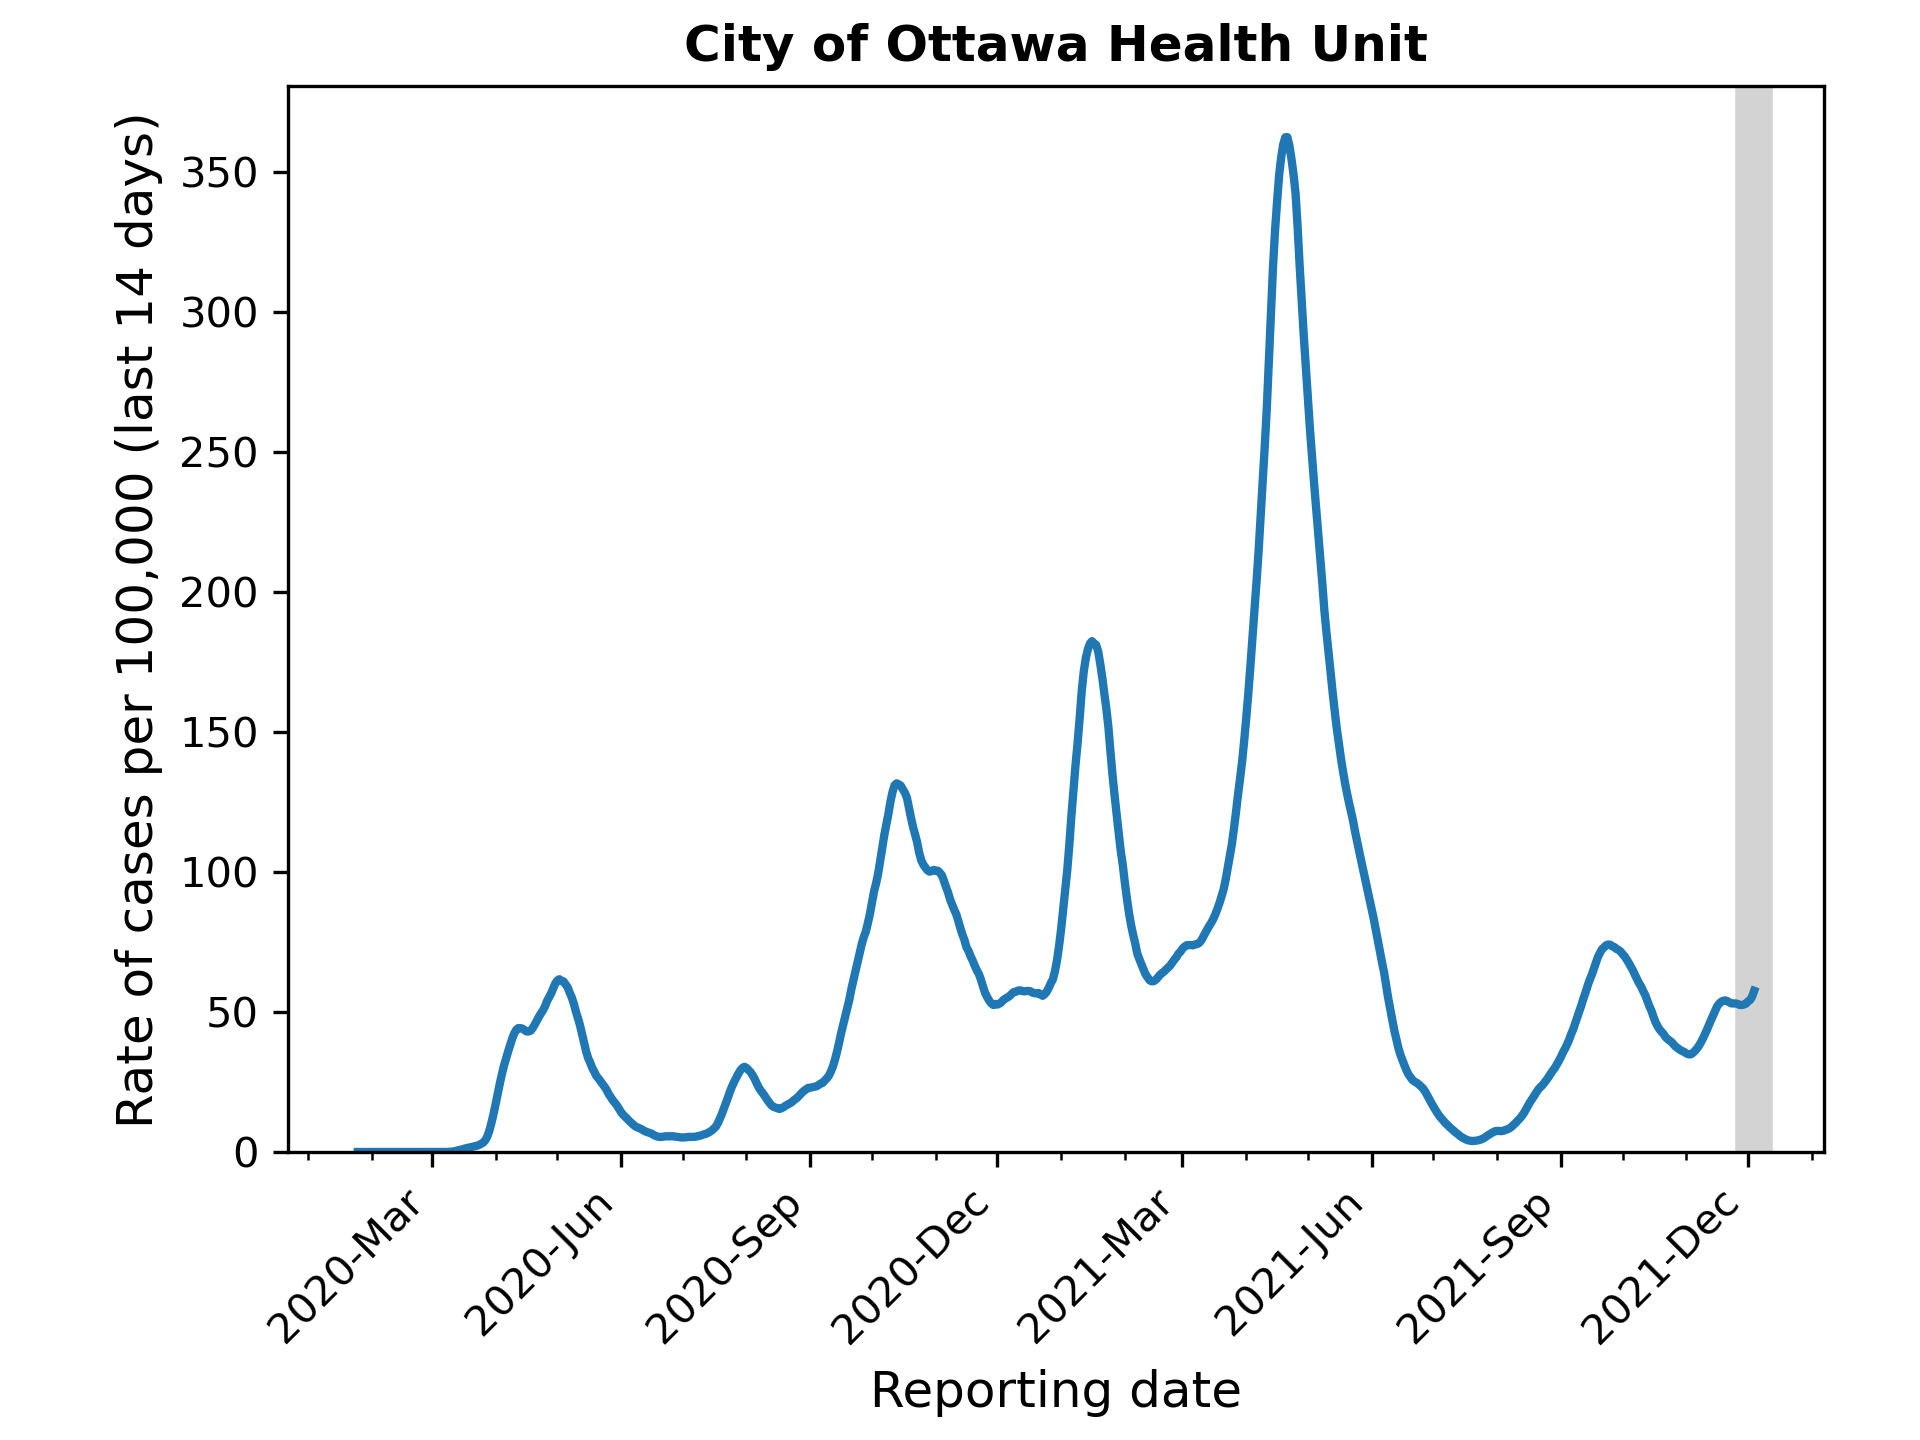 City of Ottawa Health Unit
Rate of cases per 100,000 (last 14 days)
350
300
250
200
150
100
50
0
2020-Mar
2020-Jun
2020-Sep
2020-Dec
2021-Mar
2021-Jun
2021-Sep
2021-Dec
Reporting date